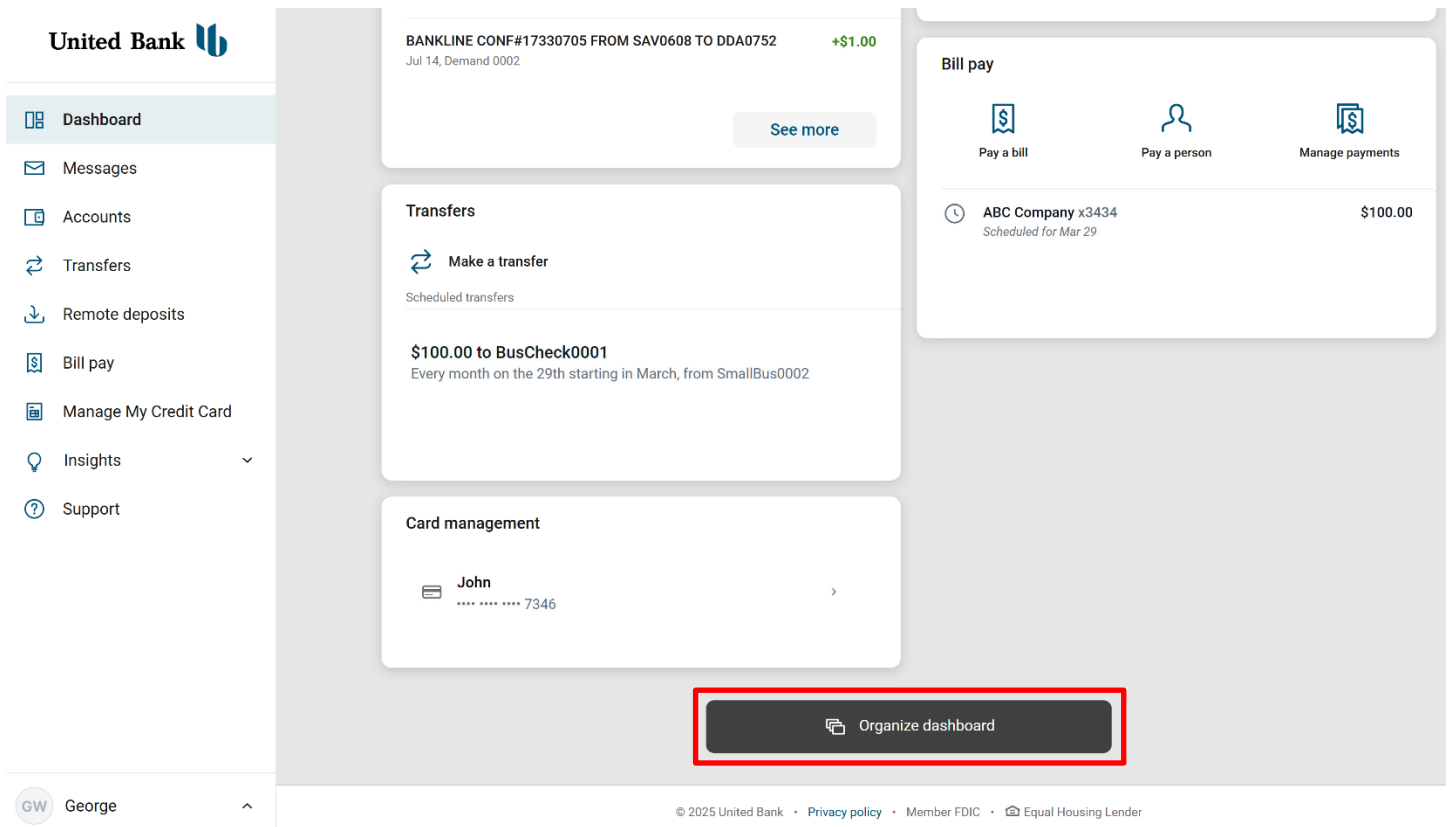 United Bank
Dashboard
Messages
Accounts
Transfers
Remote deposits
Bill pay
Manage My Credit Card
Insights
Support
GW George
BANKLINE CONF#17330705 FROM SAV0608 TO DDA0752 +$1.00
Jul 14, Demand 0002
See more
Transfers
Make a transfer
Scheduled transfers
$100.00 to BusCheck0001
Every month on the 29th starting in March, from SmallBus0002
Card management
John
•••• •••• •••• 7346
Bill pay
Pay a bill Pay a person Manage payments
ABC Company x3434 $100.00
Scheduled for Mar 29
Organize dashboard
© 2025 United Bank • Privacy policy • Member FDIC • Equal Housing Lender